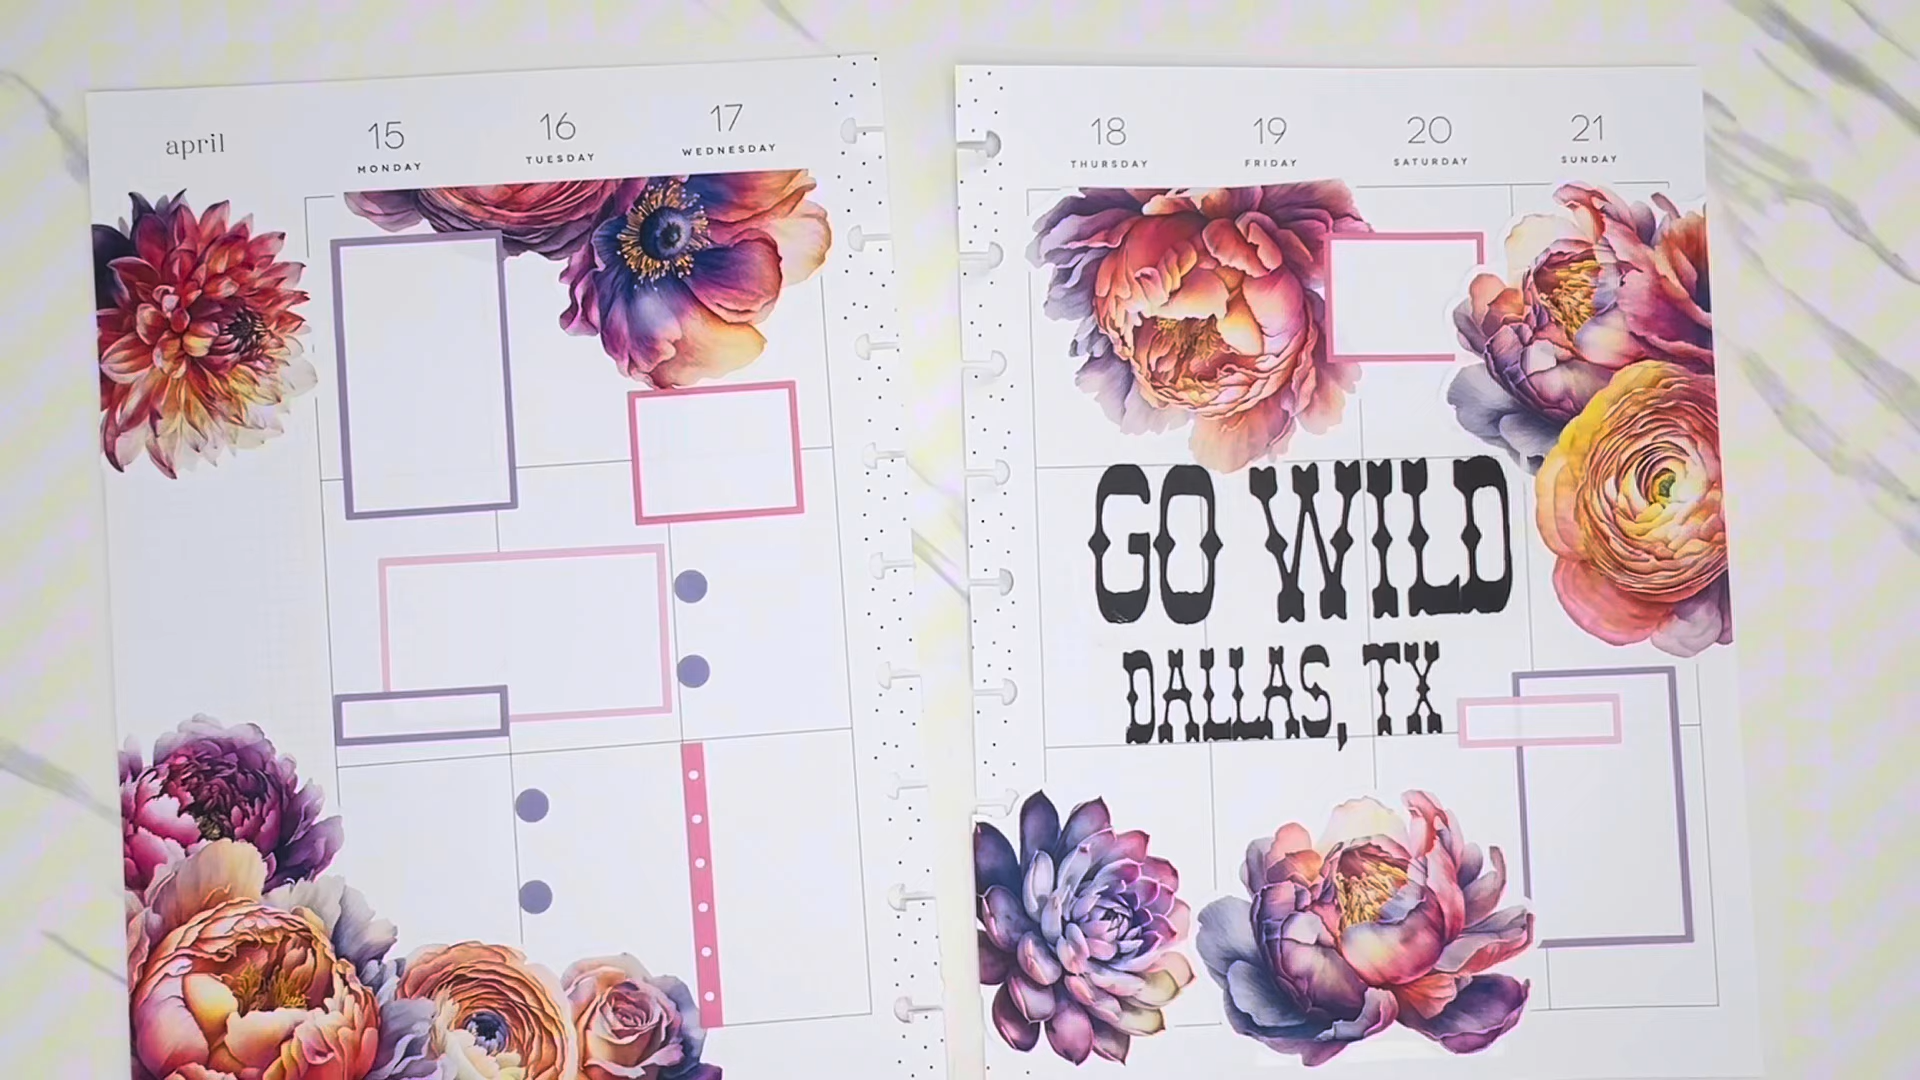 april
15
MONDAY
16
TUESDAY
17
WEDNESDAY
18
THURSDAY
19
FRIDAY
20
SATURDAY
21
SUNDAY
GO WILD
DALLAS, TX